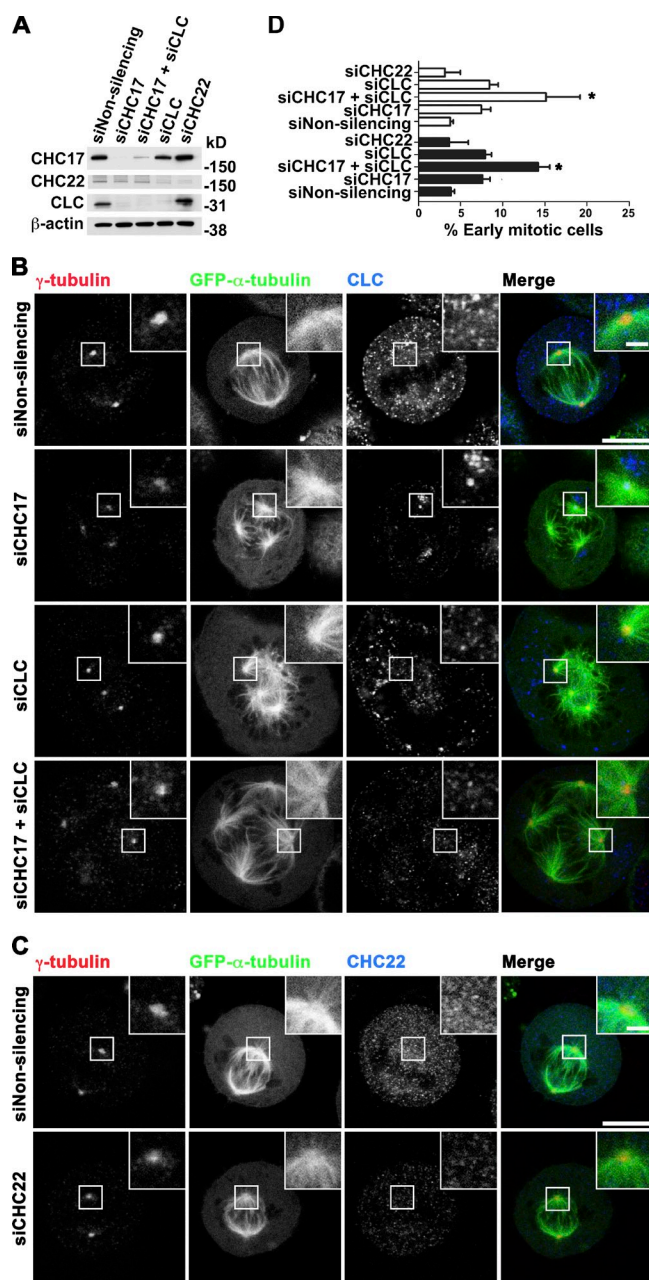 A
siNon-silencing
siCHC17
siCHC17 + siCLC
siCLC
siCHC22
kD
CHC17
-150
CHC22
-150
CLC
-31
β-actin
-38
D
siCHC22
siCLC
siCHC17 + siCLC
*
siCHC17
siNon-silencing
siCHC22
siCLC
siCHC17 + siCLC
*
siCHC17
siNon-silencing
0 5 10 15 20 25
% Early mitotic cells
B
γ-tubulin GFP-α-tubulin CLC Merge
siNon-silencing
siCHC17
siCLC
siCHC17 + siCLC
C
γ-tubulin GFP-α-tubulin CHC22 Merge
siNon-silencing
siCHC22